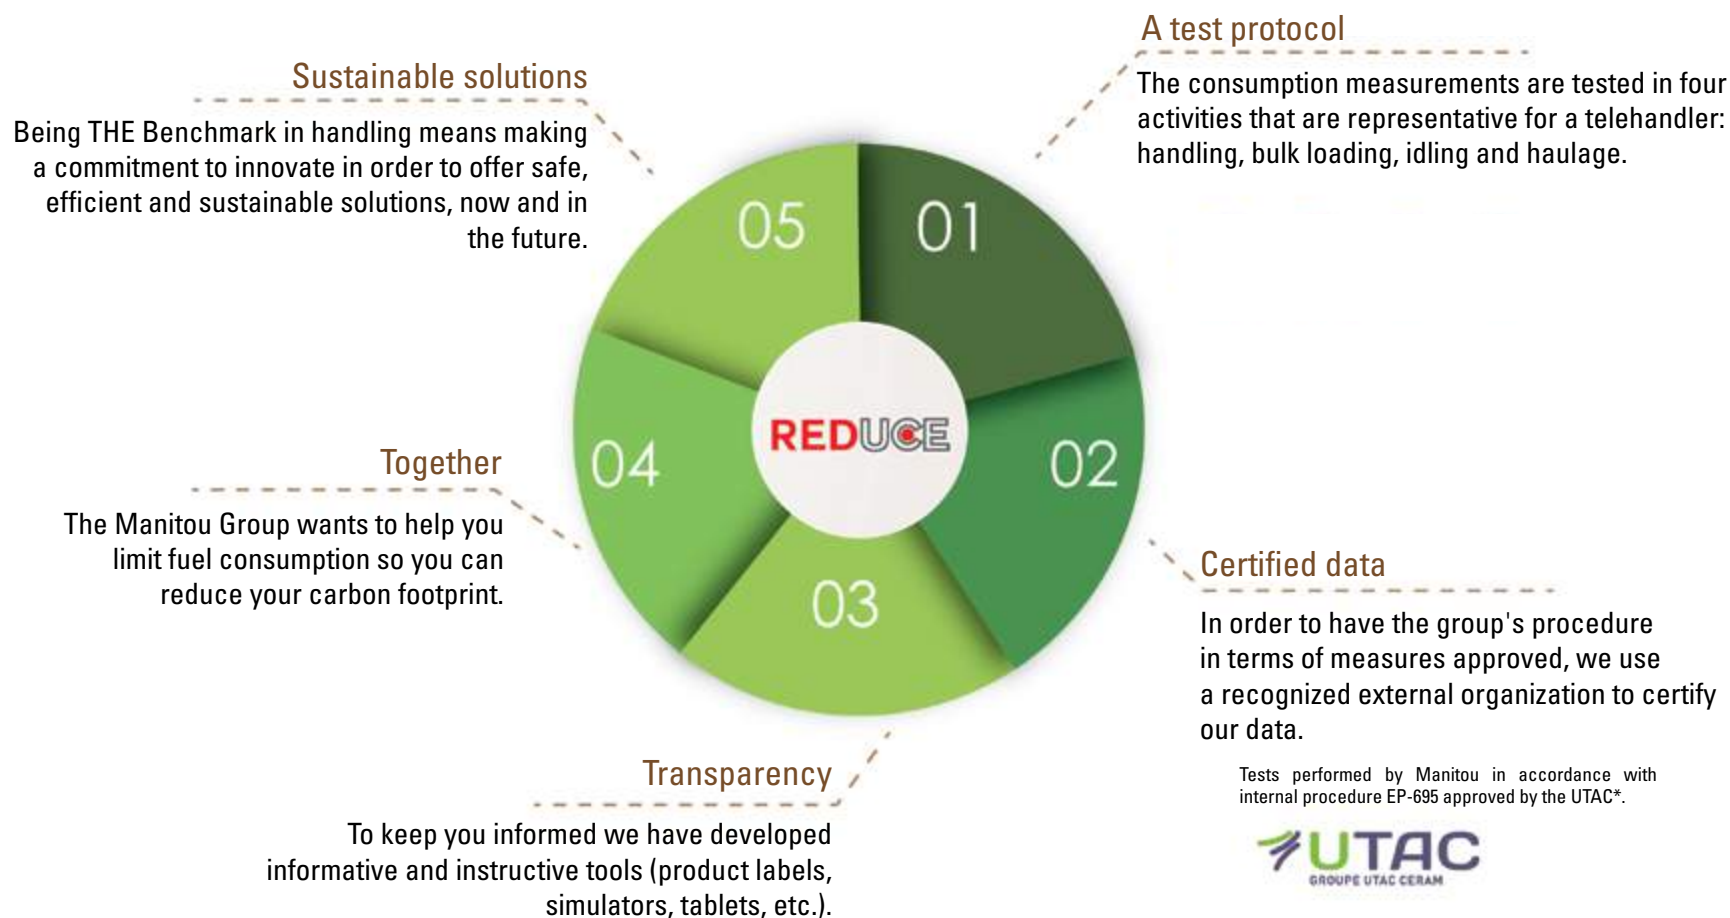 A test protocol
The consumption measurements are tested in four
activities that are representative for a telehandler:
handling, bulk loading, idling and haulage.
Sustainable solutions
Being THE Benchmark in handling means making
a commitment to innovate in order to offer safe,
efficient and sustainable solutions, now and in
the future.
05
01
REDUCE
04
02
03
Together
The Manitou Group wants to help you
limit fuel consumption so you can
reduce your carbon footprint.
Certified data
In order to have the group's procedure
in terms of measures approved, we use
a recognized external organization to certify
our data.
Tests performed by Manitou in accordance with
internal procedure EP-695 approved by the UTAC*.
UTAC
GROUPE UTAC CERAM
Transparency
To keep you informed we have developed
informative and instructive tools (product labels,
simulators, tablets, etc.).